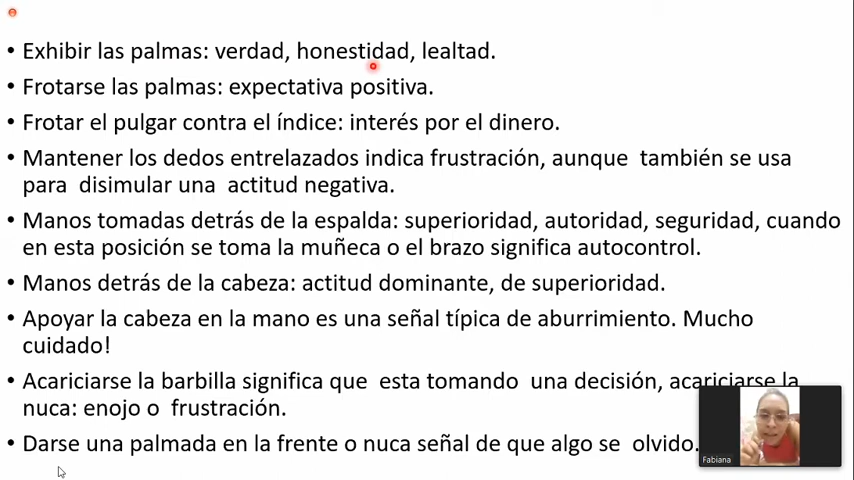 • Exhibir las palmas: verdad, honestidad, lealtad.
• Frotarse las palmas: expectativa positiva.
• Frotar el pulgar contra el índice: interés por el dinero.
• Mantener los dedos entrelazados indica frustración, aunque  también se usa
para  disimular una  actitud negativa.
• Manos tomadas detrás de la espalda: superioridad, autoridad, seguridad, cuando
en esta posición se toma la muñeca o el brazo significa autocontrol.
• Manos detrás de la cabeza: actitud dominante, de superioridad.
• Apoyar la cabeza en la mano es una señal típica de aburrimiento. Mucho
cuidado!
• Acariciarse la barbilla significa que  esta tomando  una decisión, acariciarse la
nuca: enojo o  frustración.
• Darse una palmada en la frente o nuca señal de que algo se  olvido.
Fabiana